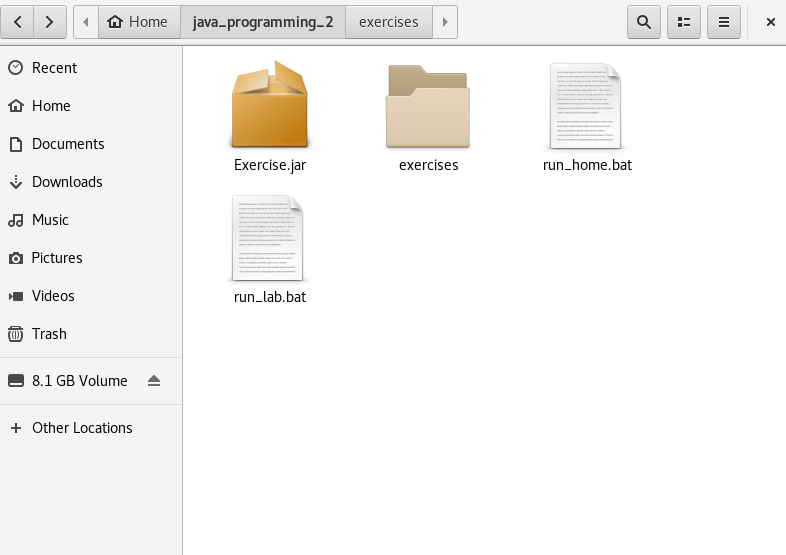 Home
java_programming_2
exercises
Recent
Home
Documents
Downloads
Music
Pictures
Videos
Trash
8.1 GB Volume
Other Locations
Exercise.jar
exercises
run_home.bat
run_lab.bat